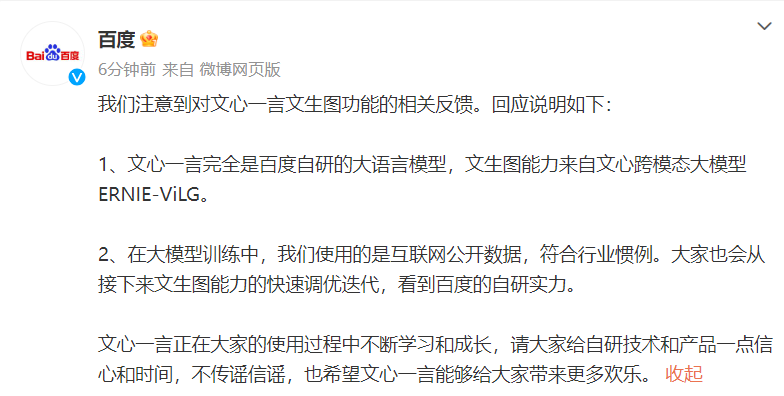 Bai du 百度
百度
6分钟前 来自 微博网页版
我们注意到对文心一言文生图功能的相关反馈。回应说明如下：
1、文心一言完全是百度自研的大语言模型，文生图能力来自文心跨模态大模型
ERNIE-ViLG。
2、在大模型训练中，我们使用的是互联网公开数据，符合行业惯例。大家也会从
接下来文生图能力的快速调优迭代，看到百度的自研实力。
文心一言正在大家的使用过程中不断学习和成长，请大家给自研技术和产品一点信
心和时间，不传谣信谣，也希望文心一言能够给大家带来更多欢乐。 收起